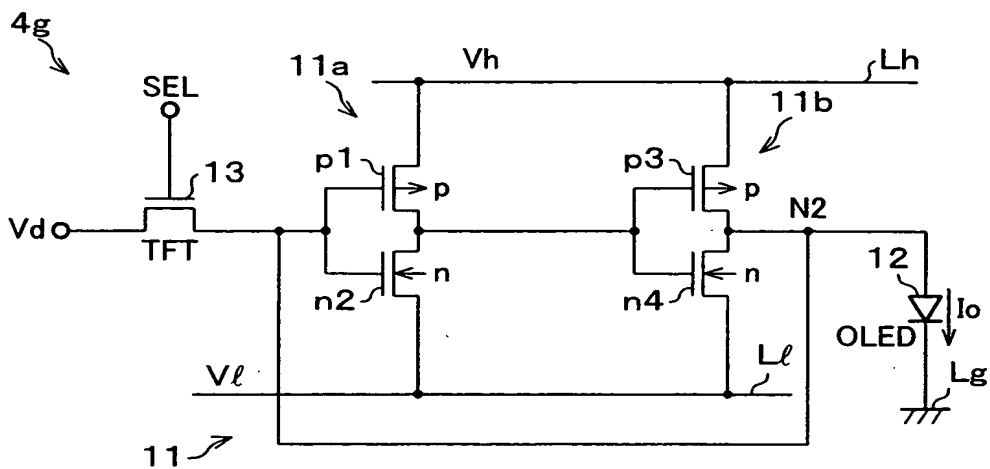 4g
SEL
13
Vd
TFT
11a
Vh
Lh
11b
p1
p
p3
p
N2
n2
n
n4
n
12
Io
OLED
Lg
Vℓ
Lℓ
11